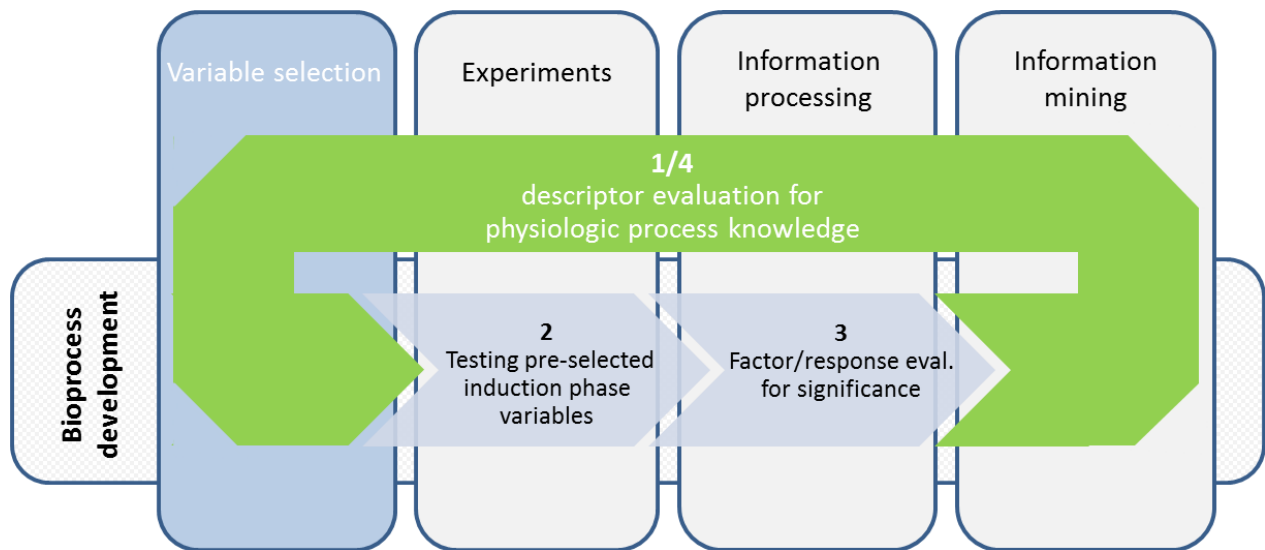 Variable selection
Experiments
Information
processing
Information
mining
1/4
descriptor evaluation for
physiologic process knowledge
Bioprocess
development
2
Testing pre-selected
induction phase
variables
3
Factor/response eval.
for significance